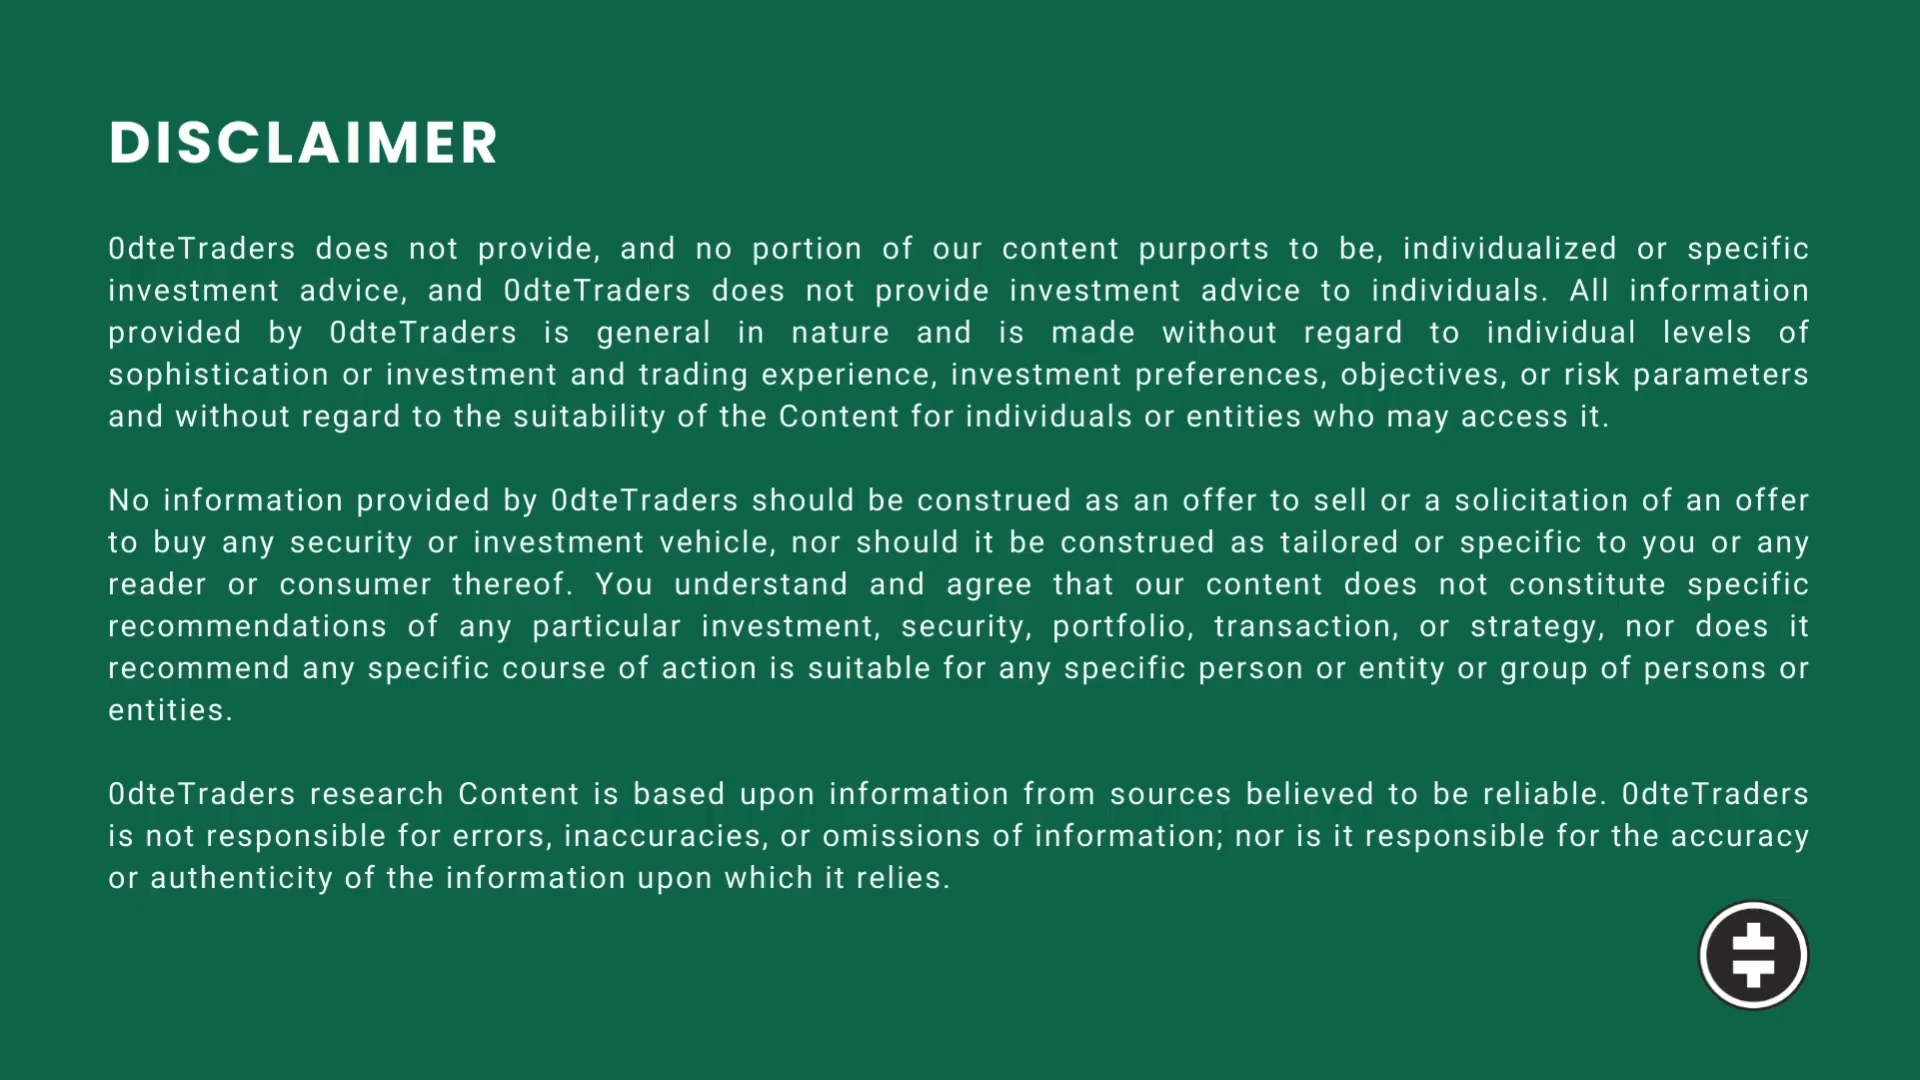 DISCLAIMER
0dteTraders does not provide, and no portion of our content purports to be, individualized or specific
investment advice, and 0dteTraders does not provide investment advice to individuals. All information
provided by 0dteTraders is general in nature and is made without regard to individual levels of
sophistication or investment and trading experience, investment preferences, objectives, or risk parameters
and without regard to the suitability of the Content for individuals or entities who may access it.
No information provided by 0dteTraders should be construed as an offer to sell or a solicitation of an offer
to buy any security or investment vehicle, nor should it be construed as tailored or specific to you or any
reader or consumer thereof. You understand and agree that our content does not constitute specific
recommendations of any particular investment, security, portfolio, transaction, or strategy, nor does it
recommend any specific course of action is suitable for any specific person or entity or group of persons or
entities.
0dteTraders research Content is based upon information from sources believed to be reliable. 0dteTraders
is not responsible for errors, inaccuracies, or omissions of information; nor is it responsible for the accuracy
or authenticity of the information upon which it relies.